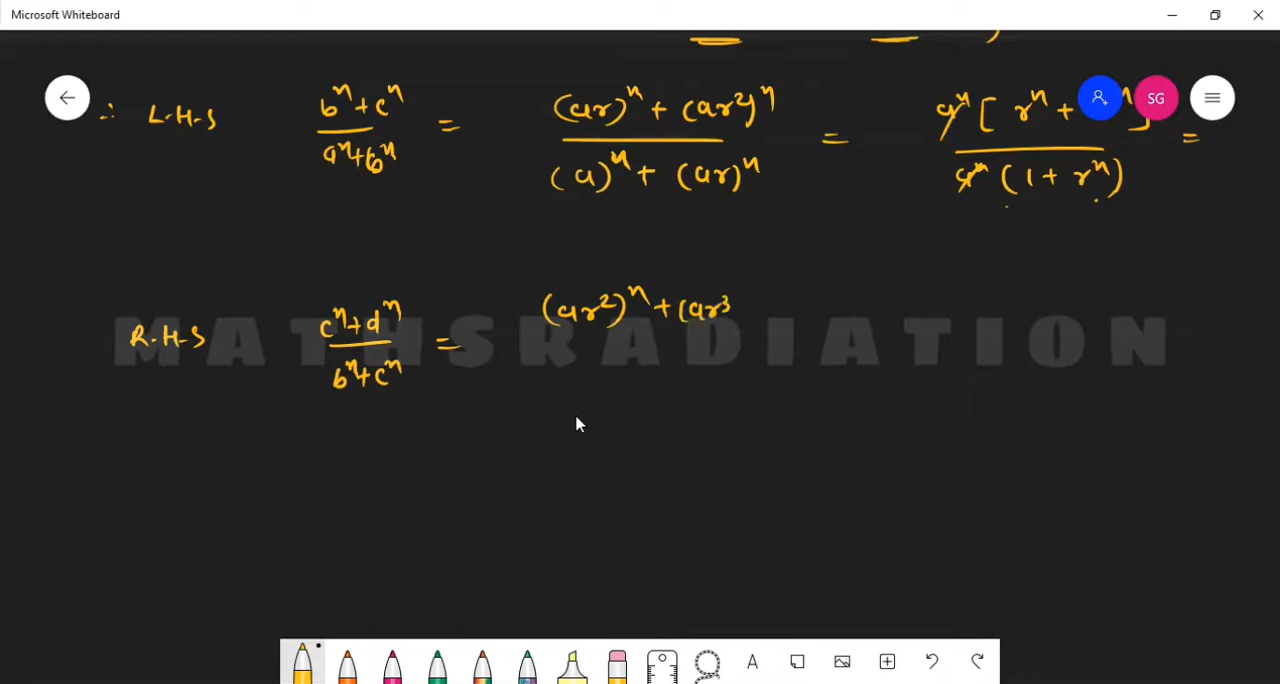 Microsoft Whiteboard
∴ L.H.S (bⁿ + cⁿ)/(aⁿ + bⁿ) = ((ar)ⁿ + (ar²)ⁿ)/((a)ⁿ + (ar)ⁿ) = aⁿ[rⁿ + ⁿ]/aⁿ(1 + rⁿ) =
SG
R.H.S (cⁿ + dⁿ)/(bⁿ + cⁿ) = (ar²)ⁿ + (ar³
MATHSRADIATION
A